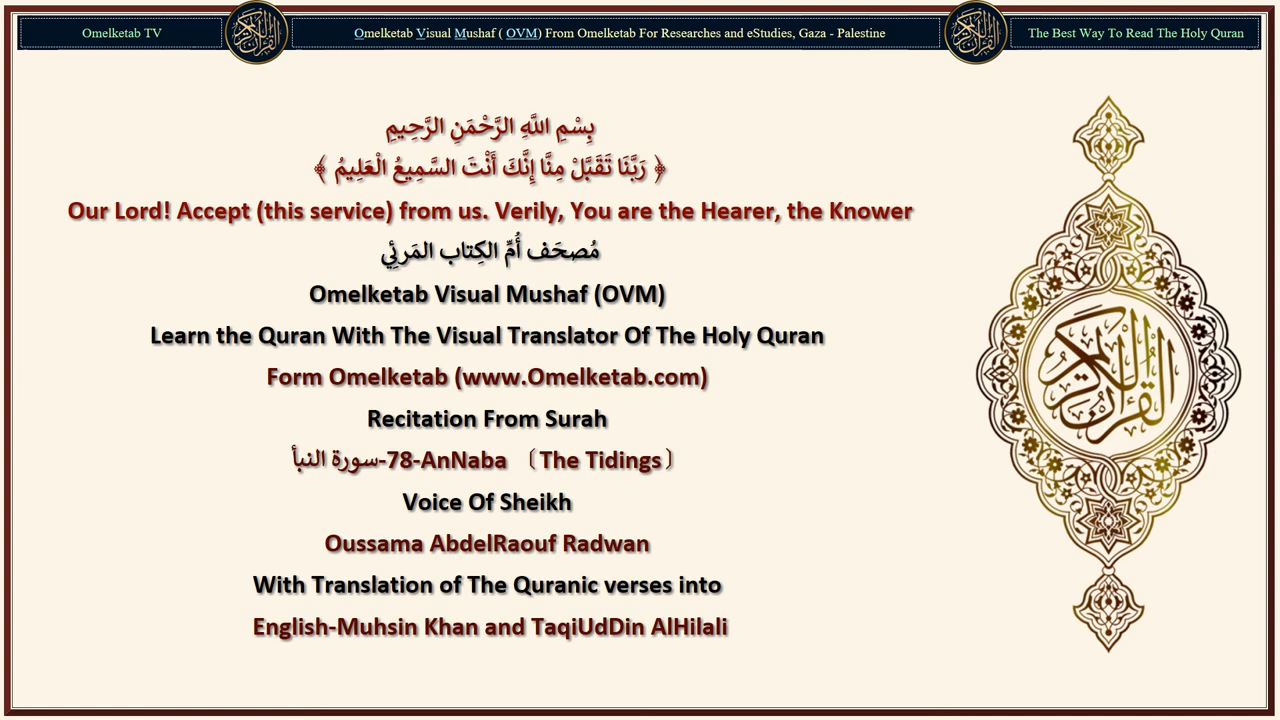 Omelketab TV
Omelketab Visual Mushaf ( OVM) From Omelketab For Researches and eStudies, Gaza - Palestine
The Best Way To Read The Holy Quran
بِسْمِ اللَّهِ الرَّحْمَنِ الرَّحِيمِ
﴿ رَبَّنَا تَقَبَّلْ مِنَّا إِنَّكَ أَنْتَ السَّمِيعُ الْعَلِيمُ ﴾
Our Lord! Accept (this service) from us. Verily, You are the Hearer, the Knower
مُصحَف أُمِّ الكِتاب المَرئِي
Omelketab Visual Mushaf (OVM)
Learn the Quran With The Visual Translator Of The Holy Quran
Form Omelketab (www.Omelketab.com)
Recitation From Surah
سورة النبأ-78-AnNaba 〔The Tidings〕
Voice Of Sheikh
Oussama AbdelRaouf Radwan
With Translation of The Quranic verses into
English-Muhsin Khan and TaqiUdDin AlHilali
القرآن الكريم